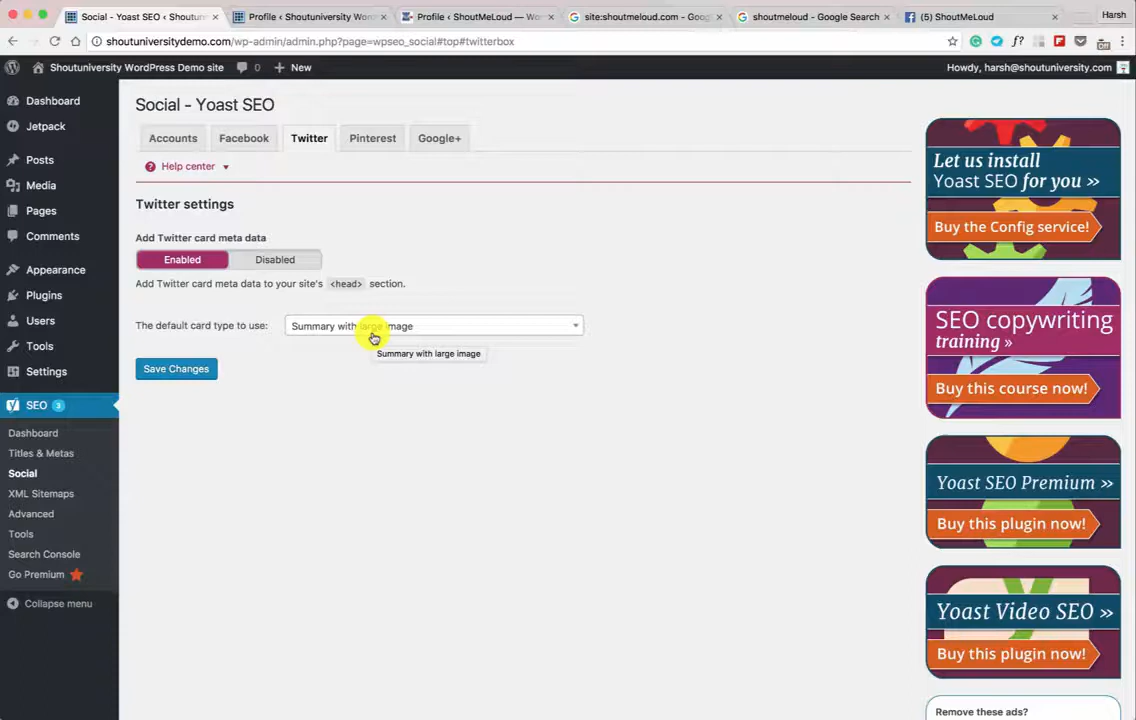 Social - Yoast SEO ‹ Shoutun
Profile ‹ Shoutuniversity Word
Profile ‹ ShoutMeLoud — Wo
site:shoutmeloud.com - Goog
shoutmeloud - Google Search
(5) ShoutMeLoud
Harsh
shoutuniversitydemo.com/wp-admin/admin.php?page=wpseo_social#top#twitterbox
f?
Off
Shoutuniversity WordPress Demo site
0
New
Howdy, harsh@shoutuniversity.com
Dashboard
Jetpack
Posts
Media
Pages
Comments
Appearance
Plugins
Users
Tools
Settings
SEO 3
Dashboard
Titles & Metas
Social
XML Sitemaps
Advanced
Tools
Search Console
Go Premium
Collapse menu
Social - Yoast SEO
Accounts
Facebook
Twitter
Pinterest
Google+
Help center
Twitter settings
Add Twitter card meta data
Enabled
Disabled
Add Twitter card meta data to your site's <head> section.
The default card type to use:
Summary with large image
Summary with large image
Save Changes
Let us install
Yoast SEO for you »
Buy the Config service!
SEO copywriting
training »
Buy this course now!
Yoast SEO Premium »
Buy this plugin now!
Yoast Video SEO »
Buy this plugin now!
Remove these ads?